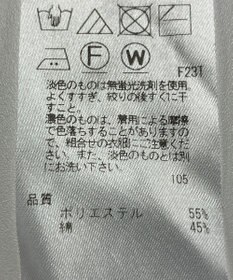 F W
F231
淡色のものは無蛍光洗剤を使用、
よくすすぎ、絞りの後すぐに干
すこと。
濃色のものは、着用による摩擦
で色落ちすることがありますの
で、組合せの衣服にご注意くだ
さい。また、淡色のものとは別
にお洗い下さい。
105
品質
ポリエステル 55%
綿 45%